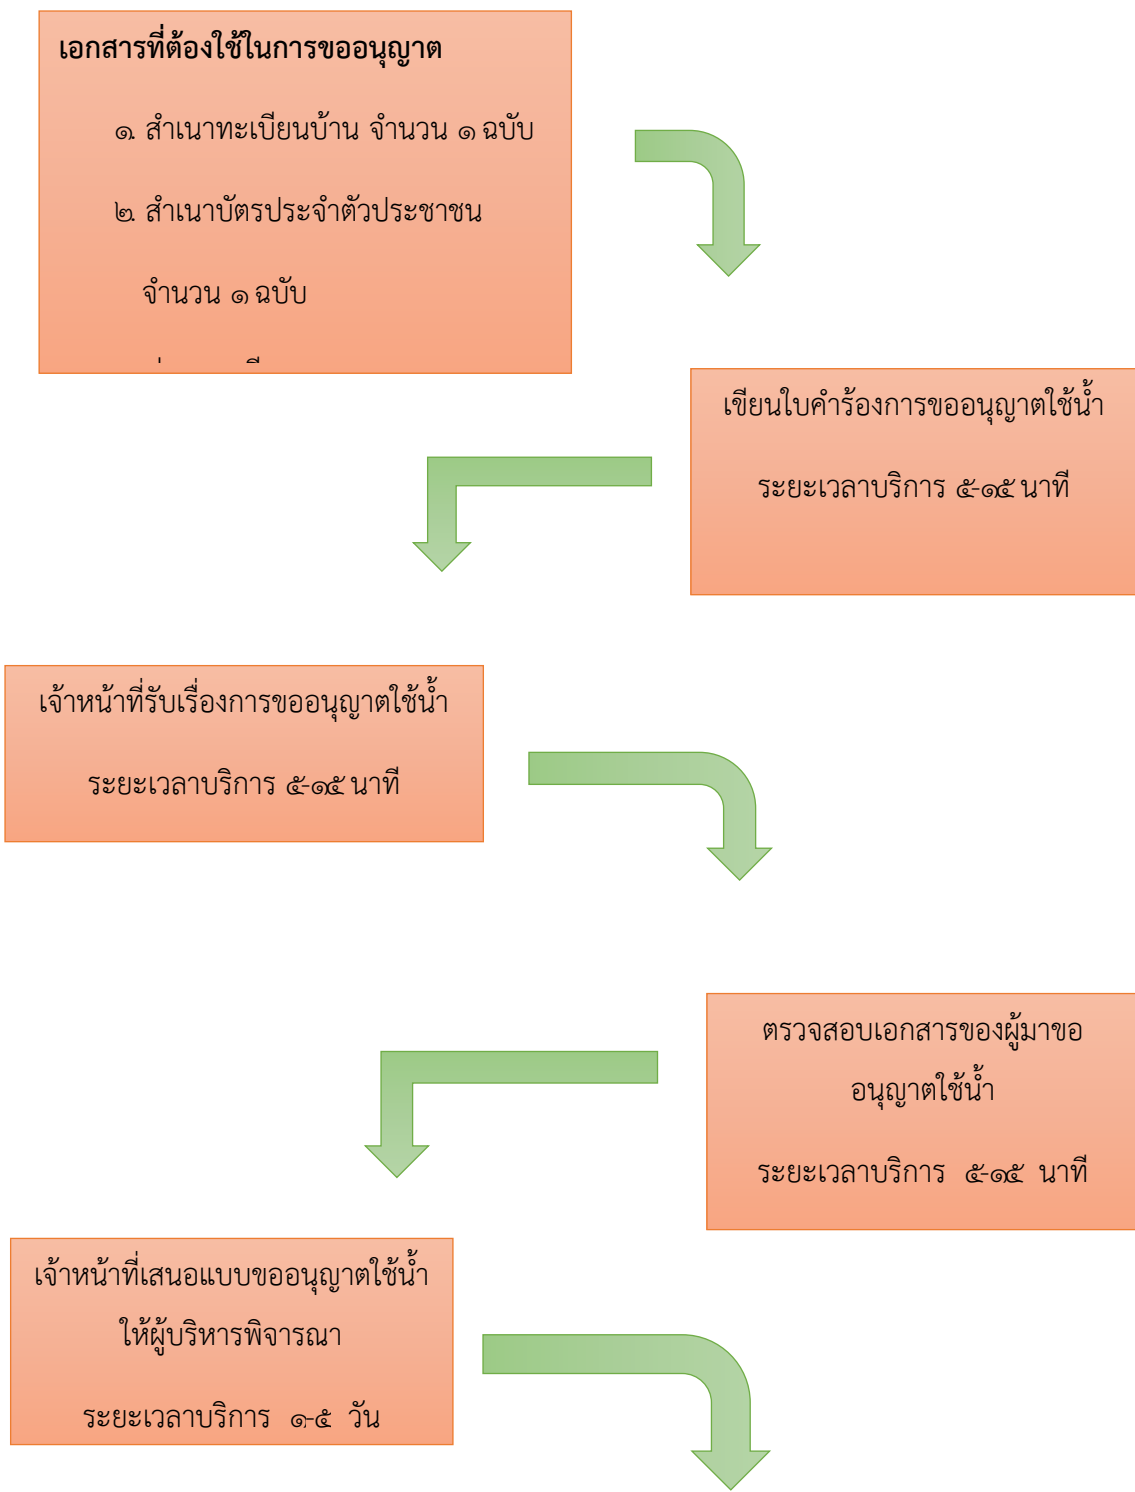 เอกสารที่ต้องใช้ในการขออนุญาต
๑. สำเนาทะเบียนบ้าน จำนวน ๑ ฉบับ
๒. สำเนาบัตรประจำตัวประชาชน
จำนวน ๑ ฉบับ
เขียนใบคำร้องการขออนุญาตใช้น้ำ
ระยะเวลาบริการ ๕-๑๕ นาที
เจ้าหน้าที่รับเรื่องการขออนุญาตใช้น้ำ
ระยะเวลาบริการ ๕-๑๕ นาที
ตรวจสอบเอกสารของผู้มาขอ
อนุญาตใช้น้ำ
ระยะเวลาบริการ ๕-๑๕ นาที
เจ้าหน้าที่เสนอแบบขออนุญาตใช้น้ำ
ให้ผู้บริหารพิจารณา
ระยะเวลาบริการ ๑-๕ วัน